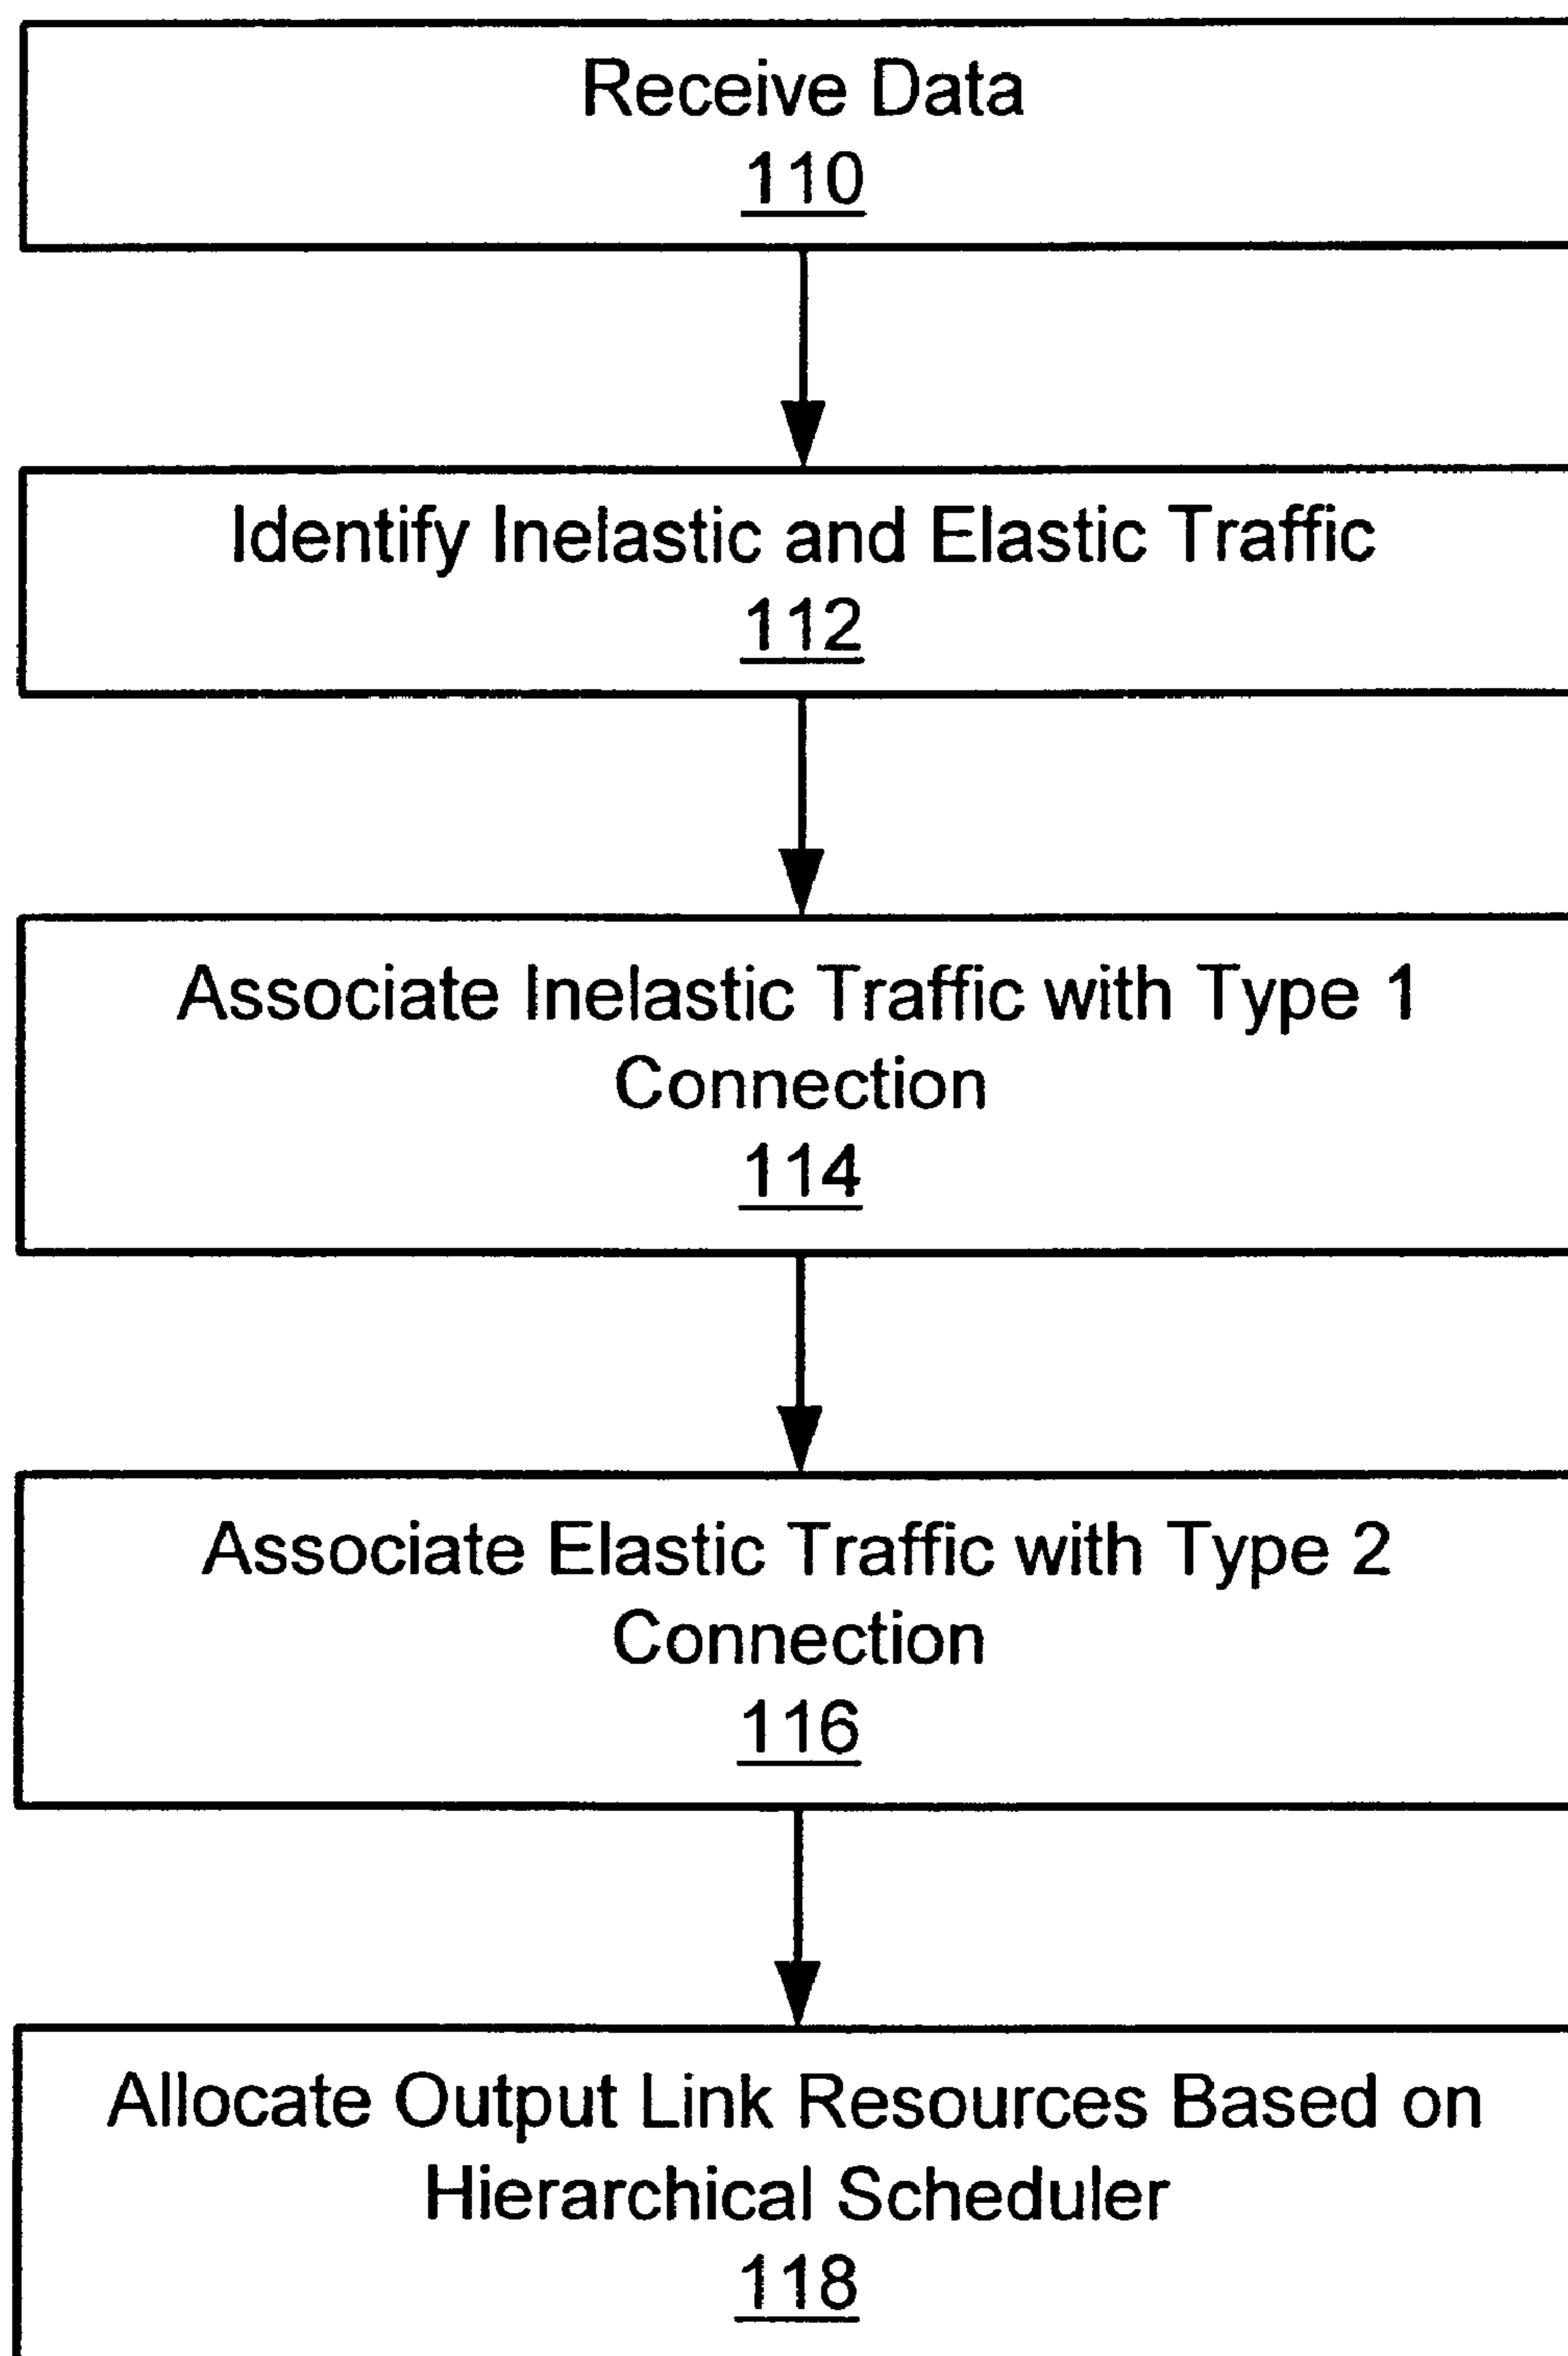 Receive Data
110
Identify Inelastic and Elastic Traffic
112
Associate Inelastic Traffic with Type 1
Connection
114
Associate Elastic Traffic with Type 2
Connection
116
Allocate Output Link Resources Based on
Hierarchical Scheduler
118